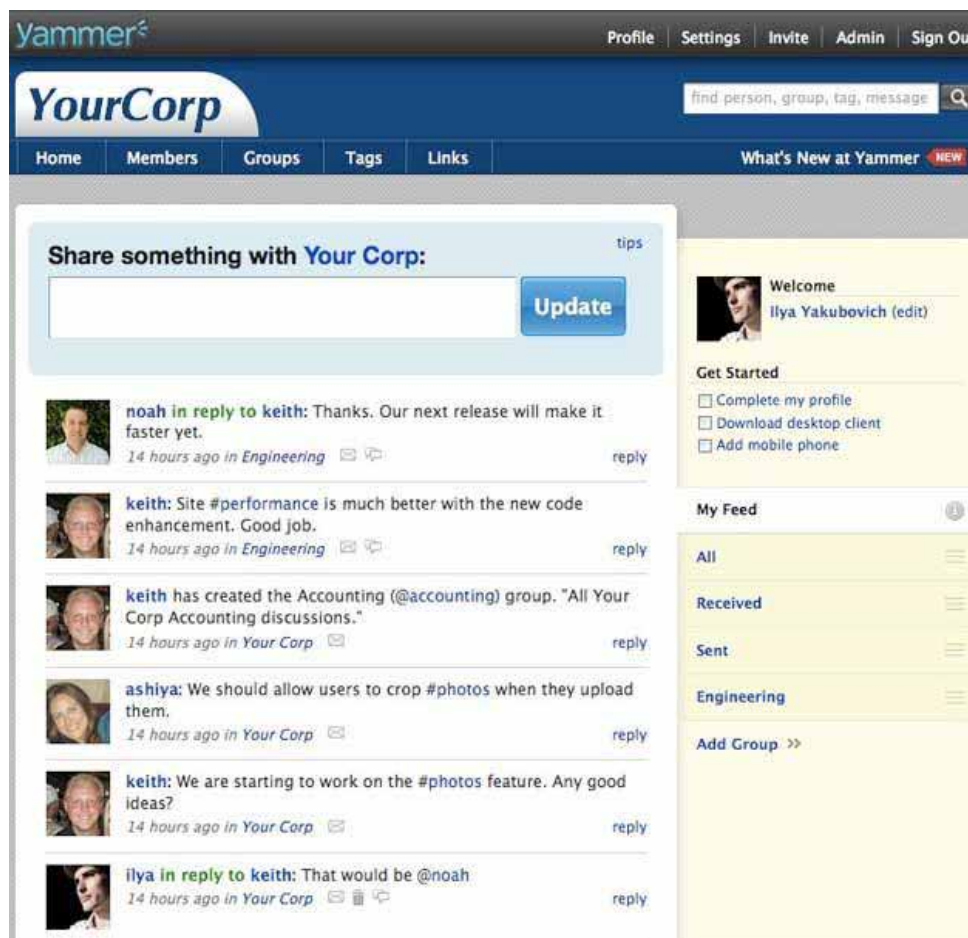 yammer
Profile Settings Invite Admin Sign Ou
YourCorp
find person, group, tag, message
Home Members Groups Tags Links What's New at Yammer NEW
Share something with Your Corp:
tips
Update
noah in reply to keith: Thanks. Our next release will make it
faster yet.
14 hours ago in Engineering reply
keith: Site #performance is much better with the new code
enhancement. Good job.
14 hours ago in Engineering reply
keith has created the Accounting (@accounting) group. "All Your
Corp Accounting discussions."
14 hours ago in Your Corp reply
ashiya: We should allow users to crop #photos when they upload
them.
14 hours ago in Your Corp reply
keith: We are starting to work on the #photos feature. Any good
ideas?
14 hours ago in Your Corp reply
ilya in reply to keith: That would be @noah
14 hours ago in Your Corp reply
Welcome
Ilya Yakubovich (edit)
Get Started
Complete my profile
Download desktop client
Add mobile phone
My Feed
All
Received
Sent
Engineering
Add Group >>